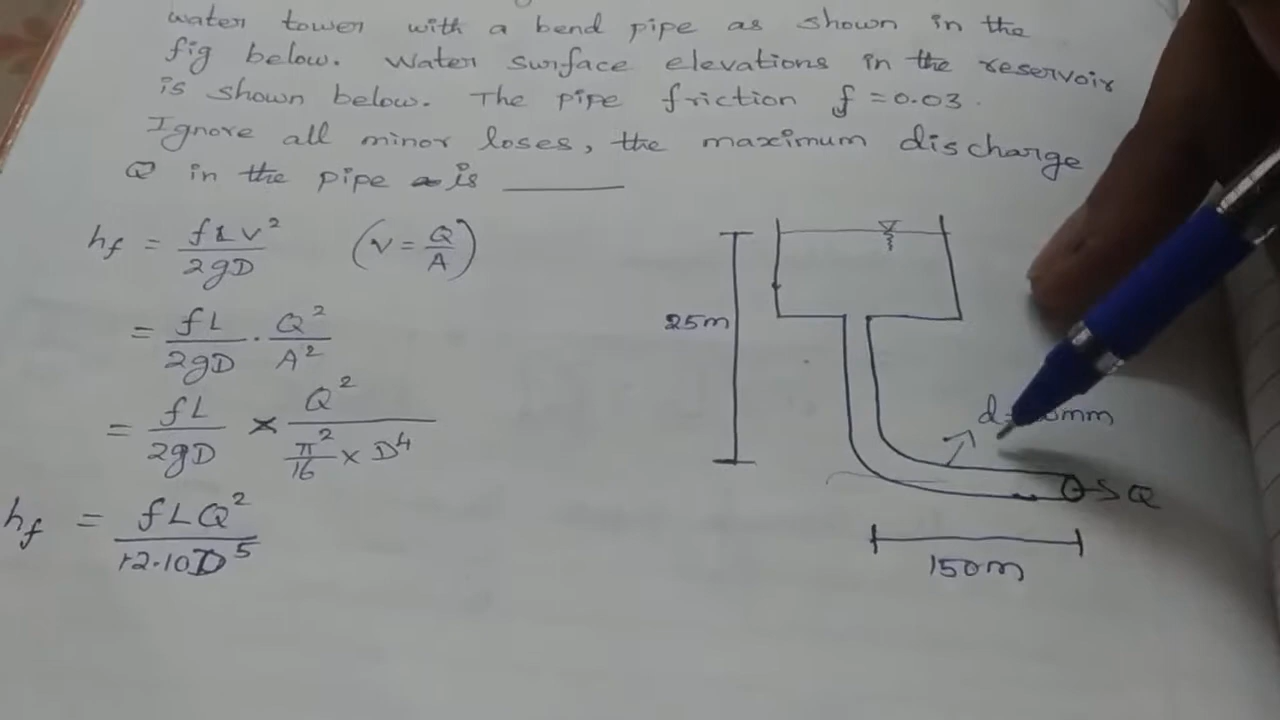 water tower with a bend pipe as shown in the
fig below. Water surface elevations in the reservoir
is shown below. The pipe friction f = 0.03.
Ignore all minor loses, the maximum discharge
Q in the pipe is ______
hf = fLV² / 2gD (V = Q/A)
= fL / 2gD · Q² / A²
= fL / 2gD × Q² / π²/16 × D⁴
hf = fLQ² / 12.10D⁵
25m
d= mm
Q
150m